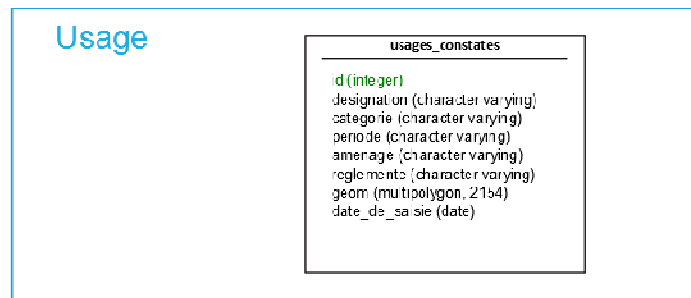 Usage
usages_constates
id (integer)
designation (character varying)
categorie (character varying)
periode (character varying)
amenage (character varying)
reglemente (character varying)
geom (multipolygon, 2154)
date_de_saisie (date)